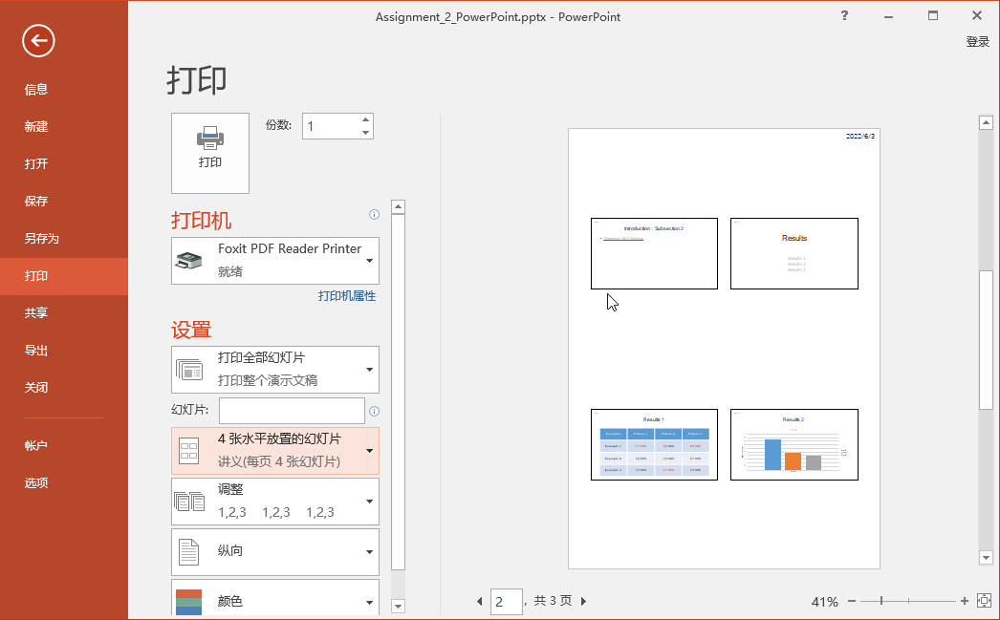 Assignment_2_PowerPoint.pptx - PowerPoint
?
登录
信息
新建
打开
保存
另存为
打印
共享
导出
关闭
帐户
选项
打印
打印
份数:
1
打印机
Foxit PDF Reader Printer
就绪
打印机属性
设置
打印全部幻灯片
打印整个演示文稿
幻灯片:
4 张水平放置的幻灯片
讲义(每页 4 张幻灯片)
调整
1,2,3 1,2,3 1,2,3
纵向
颜色
2022/6/3
Introduction : Subsection 2
Results
Results 1
Results 2
Results 1
Results 2
2 , 共 3 页
41%